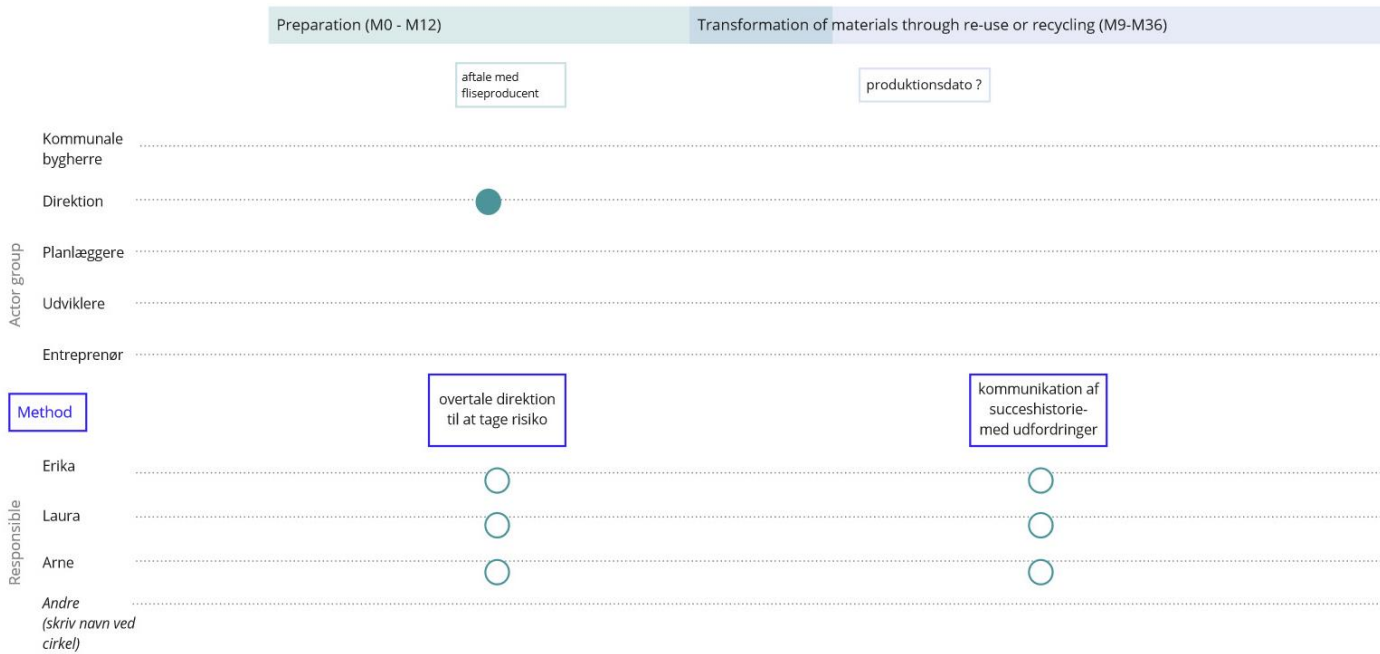 Preparation (M0 - M12)
Transformation of materials through re-use or recycling (M9-M36)
aftale med
fliseproducent
produktionsdato ?
Actor group
Kommunale
bygherre
Direktion
Planlæggere
Udviklere
Entreprenør
Method
overtale direktion
til at tage risiko
kommunikation af
succeshistorie-
med udfordringer
Responsible
Erika
Laura
Arne
Andre
(skriv navn ved
cirkel)